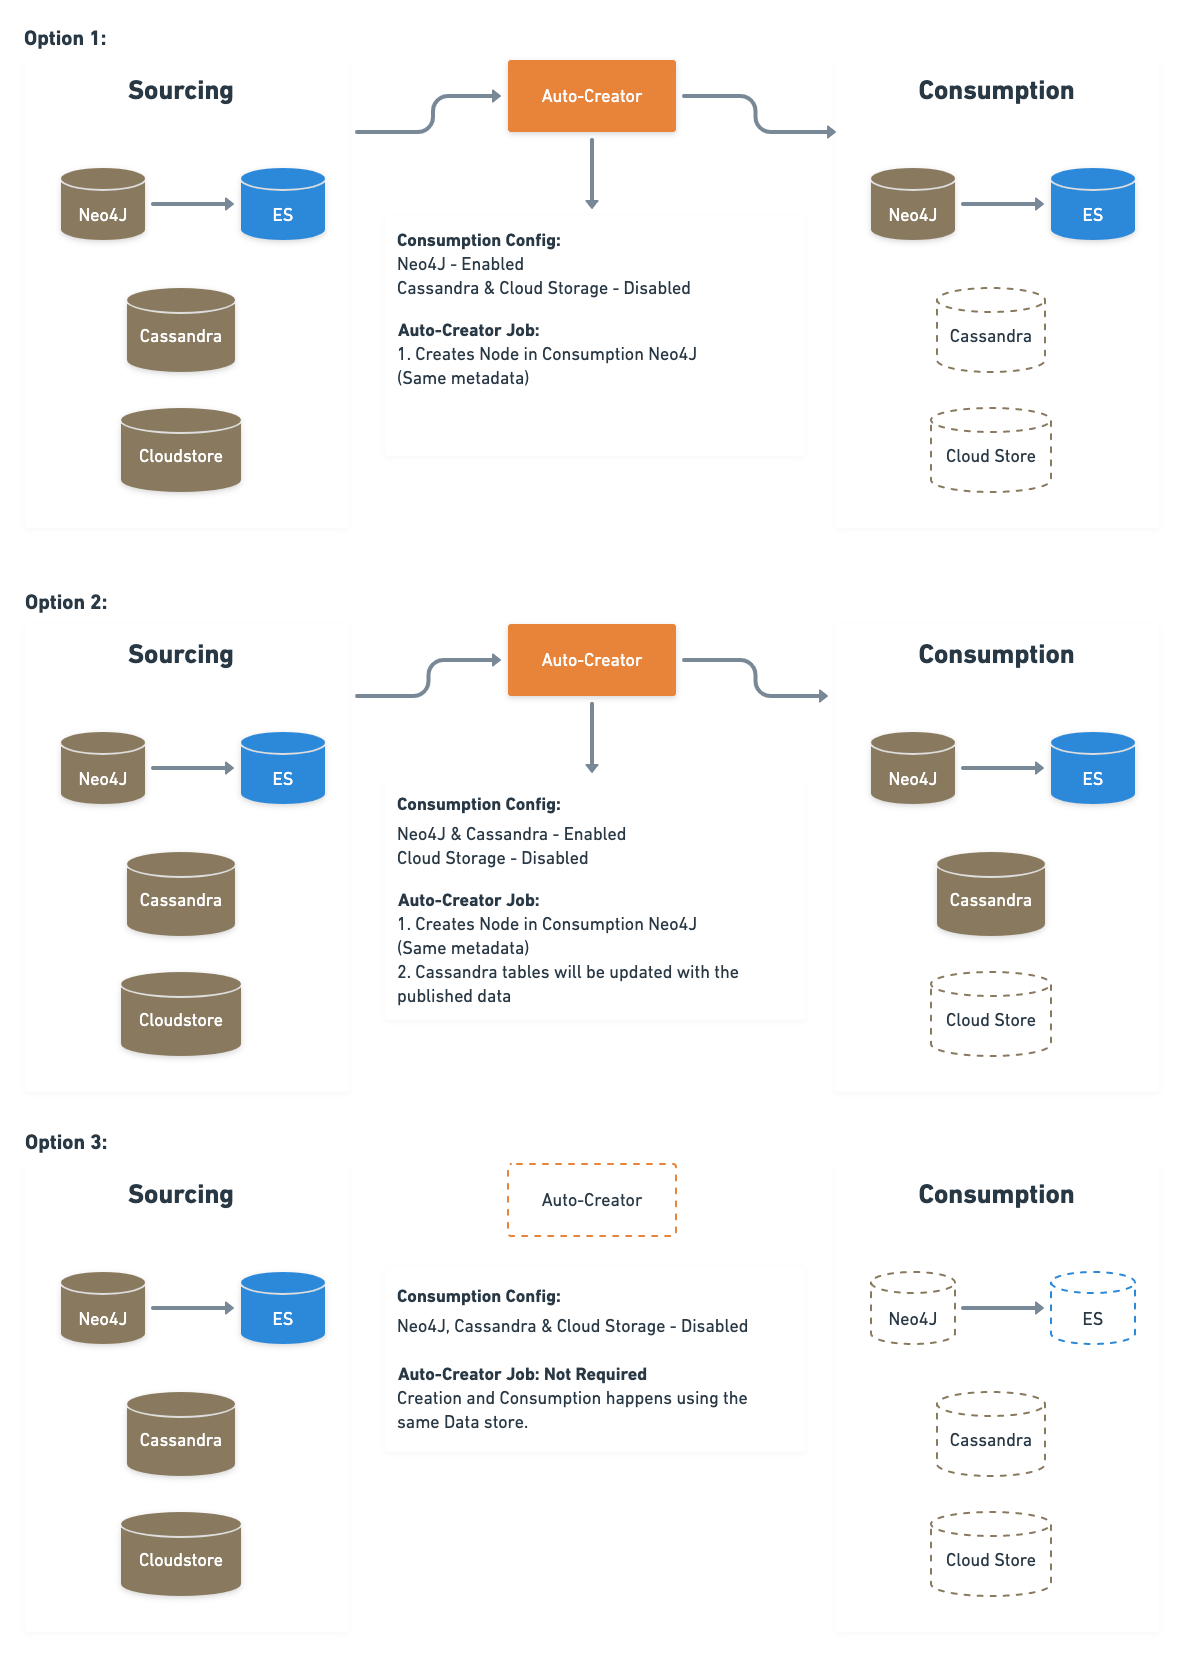 Option 1:
Sourcing
Auto-Creator
Consumption
Neo4J
ES
Neo4J
ES
Consumption Config:
Neo4J - Enabled
Cassandra & Cloud Storage - Disabled
Auto-Creator Job:
1. Creates Node in Consumption Neo4J
(Same metadata)
Cassandra
Cassandra
Cloudstore
Cloud Store
Option 2:
Sourcing
Auto-Creator
Consumption
Neo4J
ES
Neo4J
ES
Consumption Config:
Neo4J & Cassandra - Enabled
Cloud Storage - Disabled
Auto-Creator Job:
1. Creates Node in Consumption Neo4J
(Same metadata)
2. Cassandra tables will be updated with the
published data
Cassandra
Cassandra
Cloudstore
Cloud Store
Option 3:
Sourcing
Auto-Creator
Consumption
Neo4J
ES
Neo4J
ES
Consumption Config:
Neo4J, Cassandra & Cloud Storage - Disabled
Auto-Creator Job: Not Required
Creation and Consumption happens using the
same Data store.
Cassandra
Cassandra
Cloudstore
Cloud Store